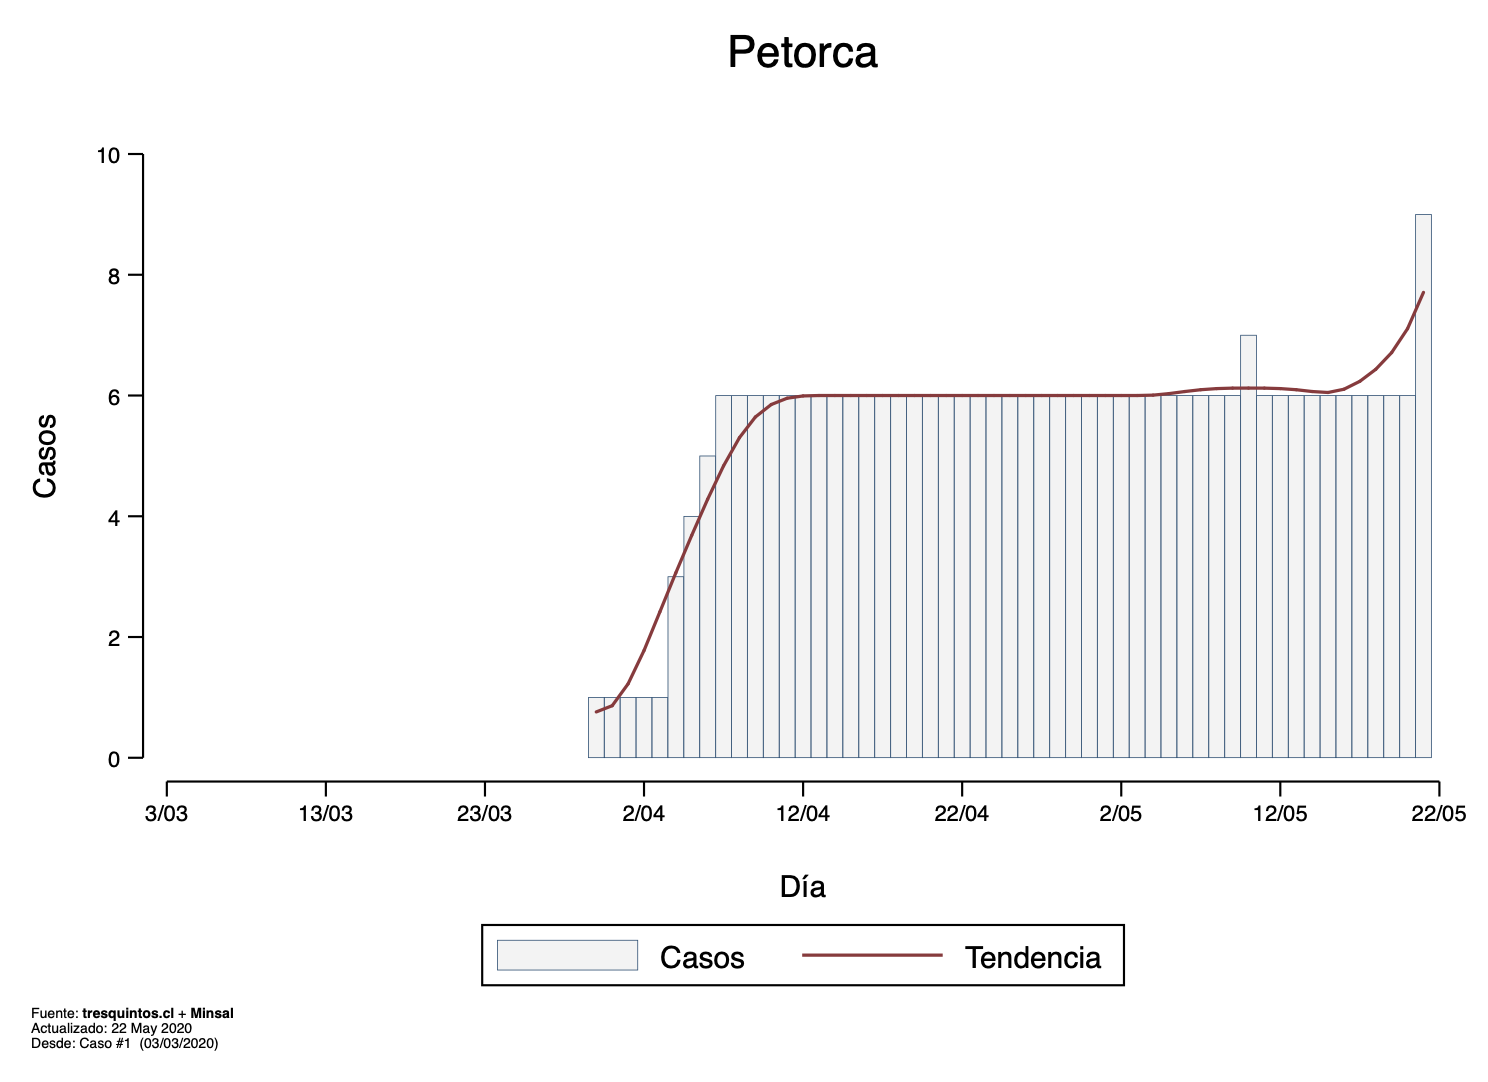 Petorca
10
8
6
4
2
0
Casos
3/03 13/03 23/03 2/04 12/04 22/04 2/05 12/05 22/05
Día
Casos Tendencia
Fuente: tresquintos.cl + Minsal
Actualizado: 22 May 2020
Desde: Caso #1 (03/03/2020)